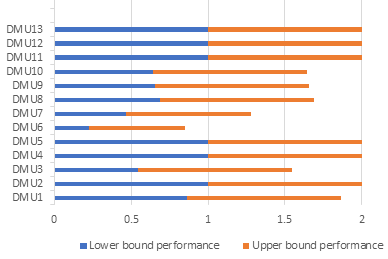 DMU13
DMU12
DMU11
DMU10
DMU9
DMU8
DMU7
DMU6
DMU5
DMU4
DMU3
DMU2
DMU1
0 0.5 1 1.5 2
Lower bound performance Upper bound performance